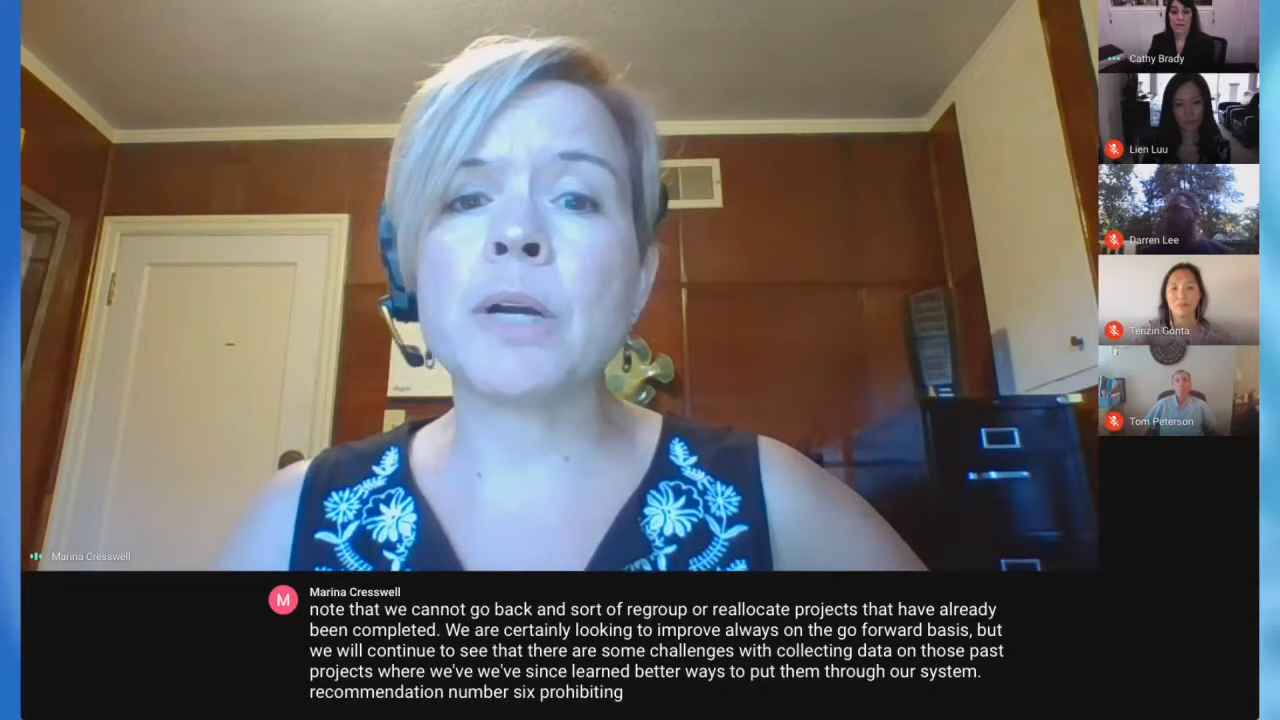 Cathy Brady
Lien Luu
Darren Lee
Tenzin Gonta
Tom Peterson
Marina Cresswell
M
Marina Cresswell
note that we cannot go back and sort of regroup or reallocate projects that have already
been completed. We are certainly looking to improve always on the go forward basis, but
we will continue to see that there are some challenges with collecting data on those past
projects where we've we've since learned better ways to put them through our system.
recommendation number six prohibiting